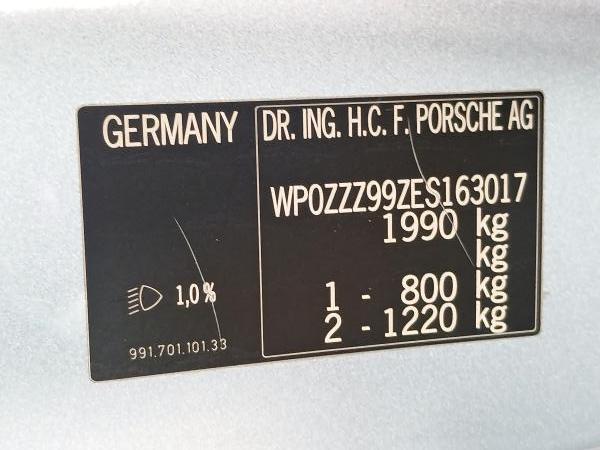 GERMANY
1,0%
991.701.101.33
DR. ING. H.C. F. PORSCHE AG
WP0ZZZ99ZES163017
1990 kg
kg
1 - 800 kg
2 - 1220 kg